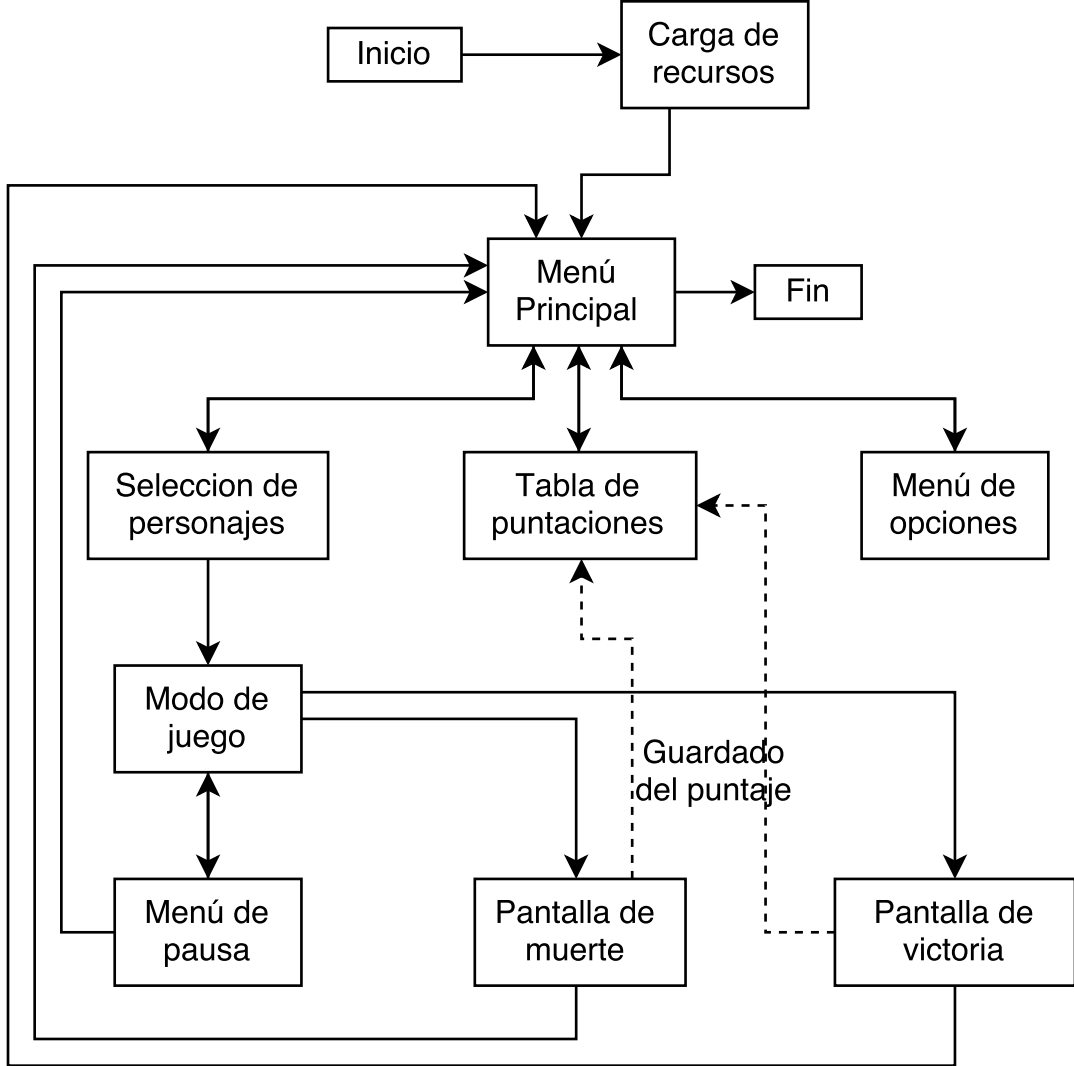 Inicio
Carga de
recursos
Menú
Principal
Fin
Seleccion de
personajes
Tabla de
puntaciones
Menú de
opciones
Modo de
juego
Guardado
del puntaje
Menú de
pausa
Pantalla de
muerte
Pantalla de
victoria